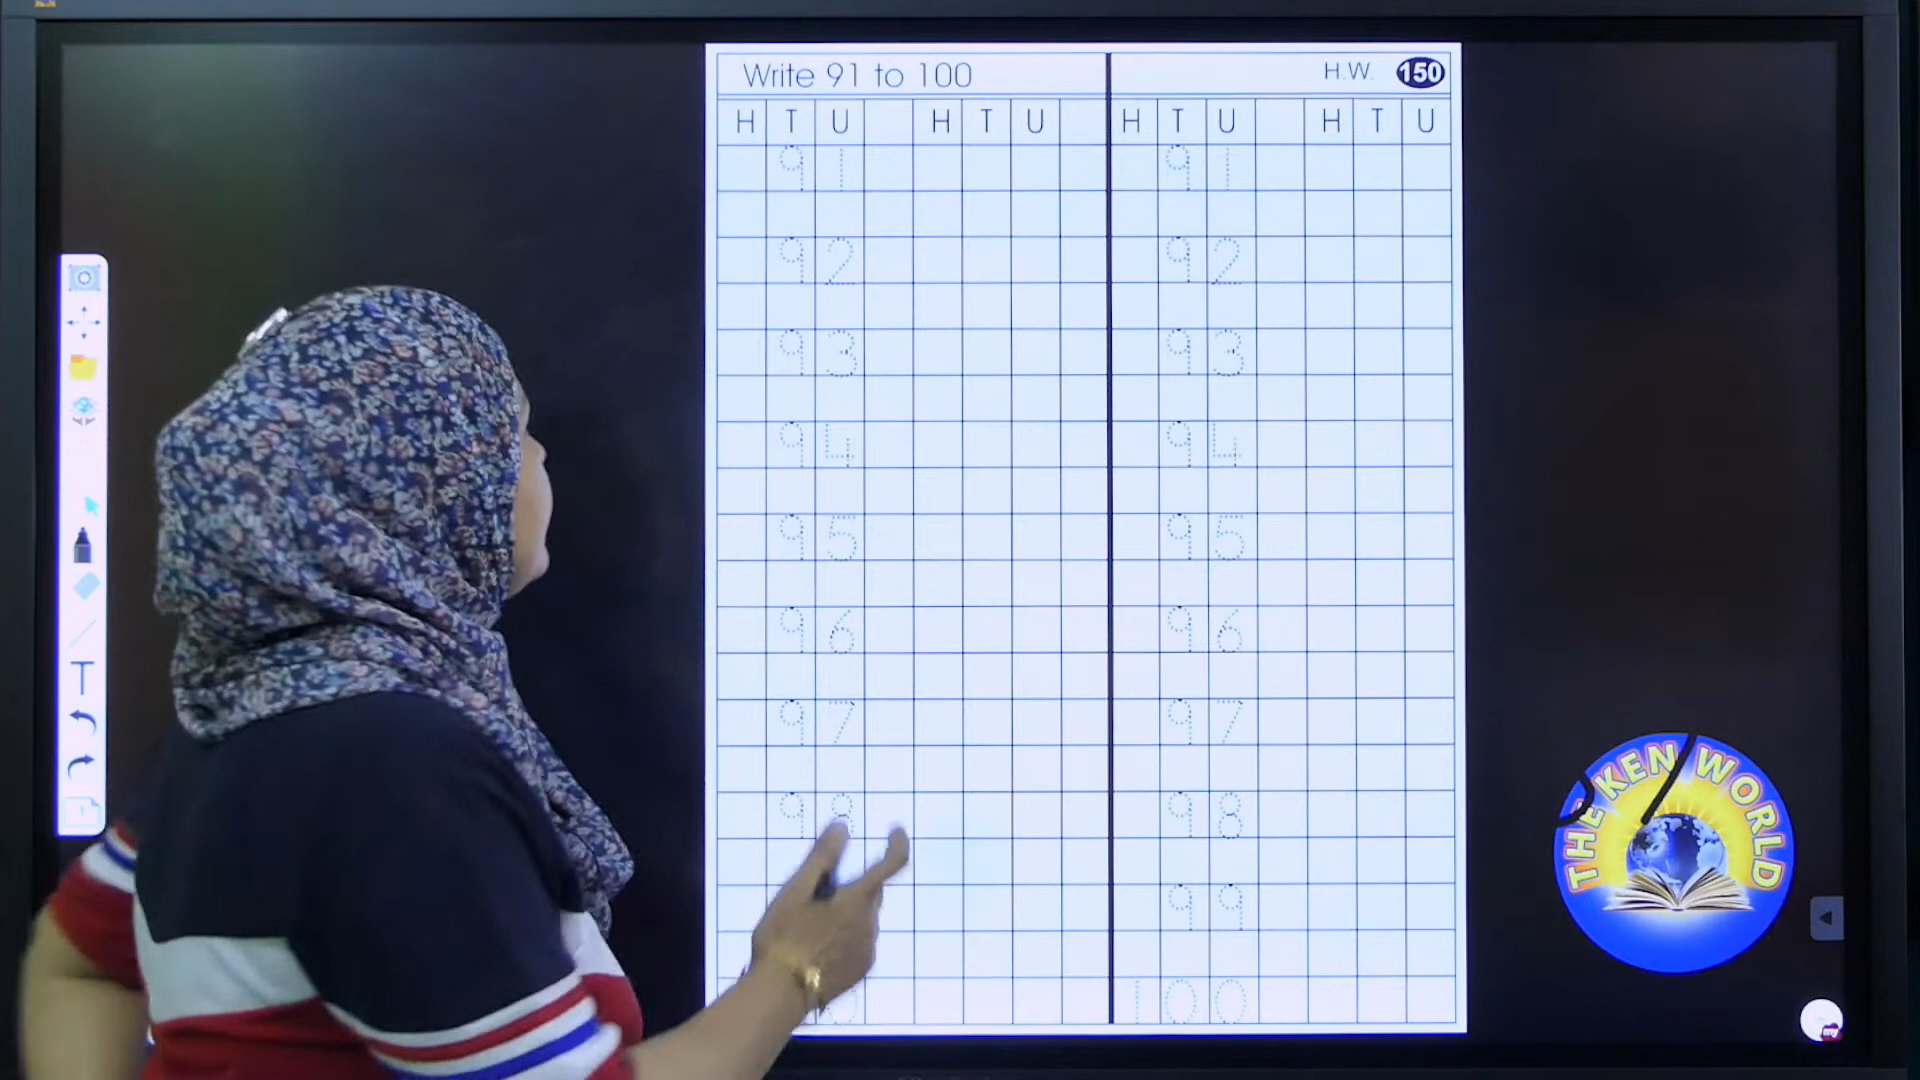 Write 91 to 100 H.W. 150
H T U H T U H T U H T U
91 91
92 92
93 93
94 94
95 95
96 96
97 97
98 98
99
100
T
THE KEN WORLD
my